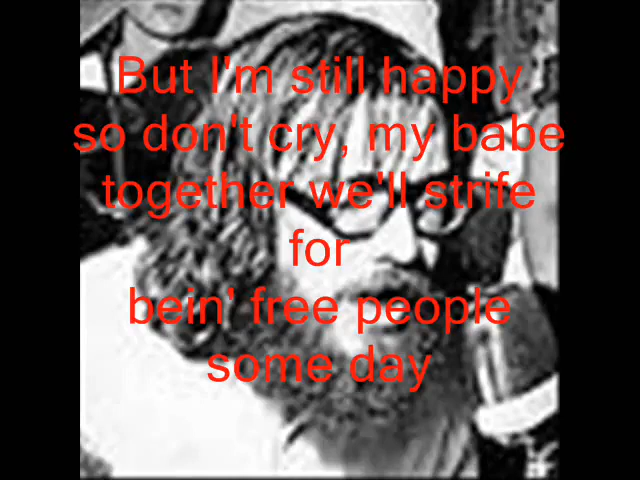 But I'm still happy
so don't cry, my babe
together we'll strife
for
bein' free people
some day